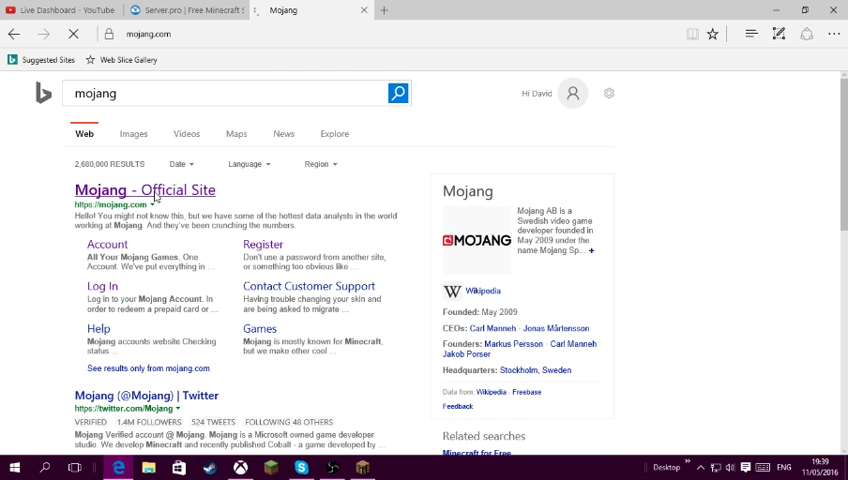 Live Dashboard - YouTube
Server.pro | Free Minecraft S
Mojang
mojang.com
Suggested Sites
Web Slice Gallery
mojang
Hi David
Web
Images
Videos
Maps
News
Explore
2,680,000 RESULTS
Date
Language
Region
Mojang - Official Site
https://mojang.com
Hello! You might not know this, but we have some of the hottest data analysts in the world
working at Mojang. And they've been crunching the numbers.
Account
All Your Mojang Games, One
Account. We've put everything in ...
Register
Don't use a password from another site,
or something too obvious like ...
Log In
Log in to your Mojang Account. In
order to redeem a prepaid card or ...
Contact Customer Support
Having trouble changing your skin and
are being asked to migrate ...
Help
Mojang accounts website Checking
status ...
Games
Mojang is mostly known for Minecraft,
but we make other cool ...
See results only from mojang.com
Mojang (@Mojang) | Twitter
https://twitter.com/Mojang
VERIFIED 1.4M FOLLOWERS 524 TWEETS FOLLOWING 48 OTHERS
Mojang Verified account @ Mojang. Mojang is a Microsoft owned game developer
studio. We develop Minecraft and recently published Cobalt - a game developed by ...
Mojang
MOJANG
Mojang AB is a
Swedish video game
developer founded in
May 2009 under the
name Mojang Sp...
W Wikipedia
Founded: May 2009
CEOs: Carl Manneh · Jonas Mårtensson
Founders: Markus Persson · Carl Manneh ·
Jakob Porser
Headquarters: Stockholm, Sweden
Data from: Wikipedia · Freebase
Feedback
Related searches
Minecraft for Free
Desktop
ENG
19:39
11/05/2016